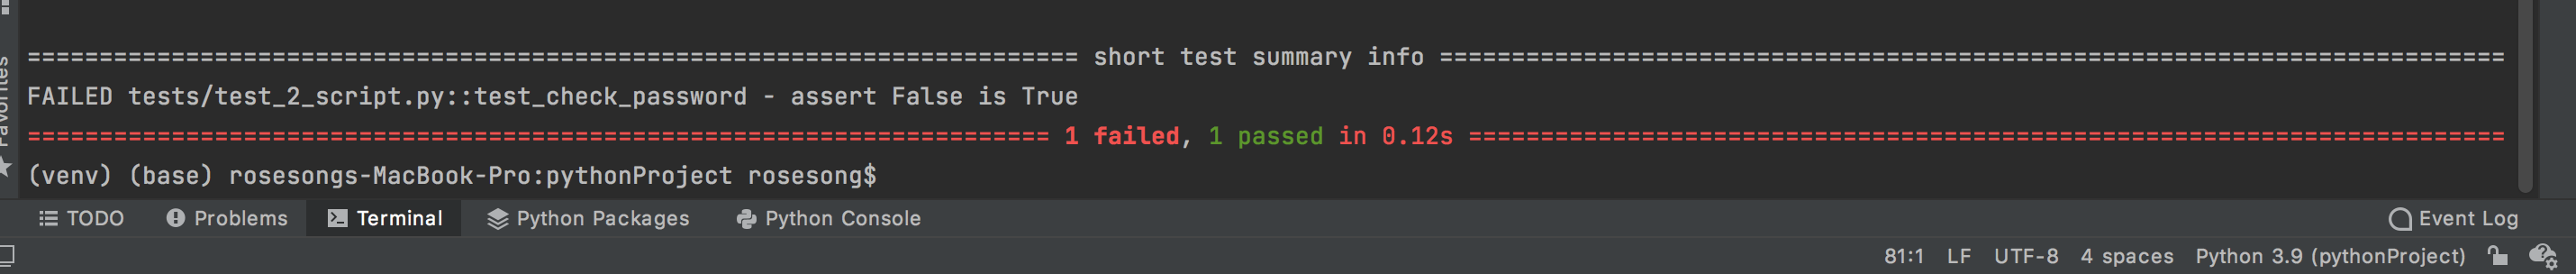 ============================ short test summary info ============================
FAILED tests/test_2_script.py::test_check_password - assert False is True
============================ 1 failed, 1 passed in 0.12s ============================
(venv) (base) rosesongs-MacBook-Pro:pythonProject rosesong$
Favorites
TODO Problems Terminal Python Packages Python Console Event Log
81:1 LF UTF-8 4 spaces Python 3.9 (pythonProject)